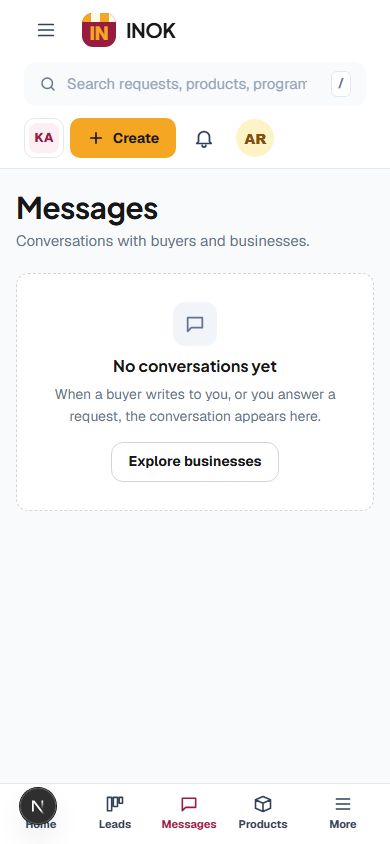 IN INOK
Search requests, products, program
/
KA
+ Create
AR
Messages
Conversations with buyers and businesses.
No conversations yet
When a buyer writes to you, or you answer a
request, the conversation appears here.
Explore businesses
N
Home Leads Messages Products More